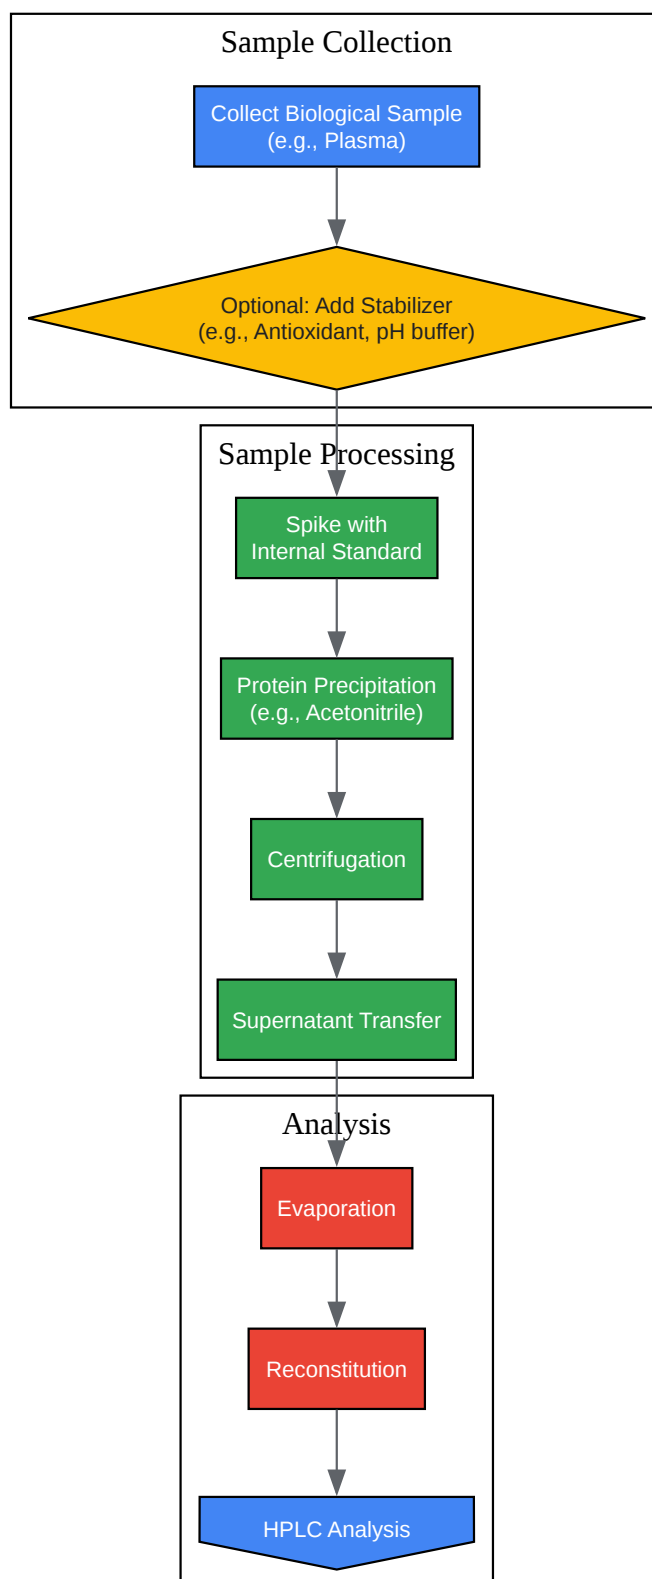 Sample Collection
Collect Biological Sample
(e.g., Plasma)
Optional: Add Stabilizer
(e.g., Antioxidant, pH buffer)
Sample Processing
Spike with
Internal Standard
Protein Precipitation
(e.g., Acetonitrile)
Centrifugation
Supernatant Transfer
Analysis
Evaporation
Reconstitution
HPLC Analysis